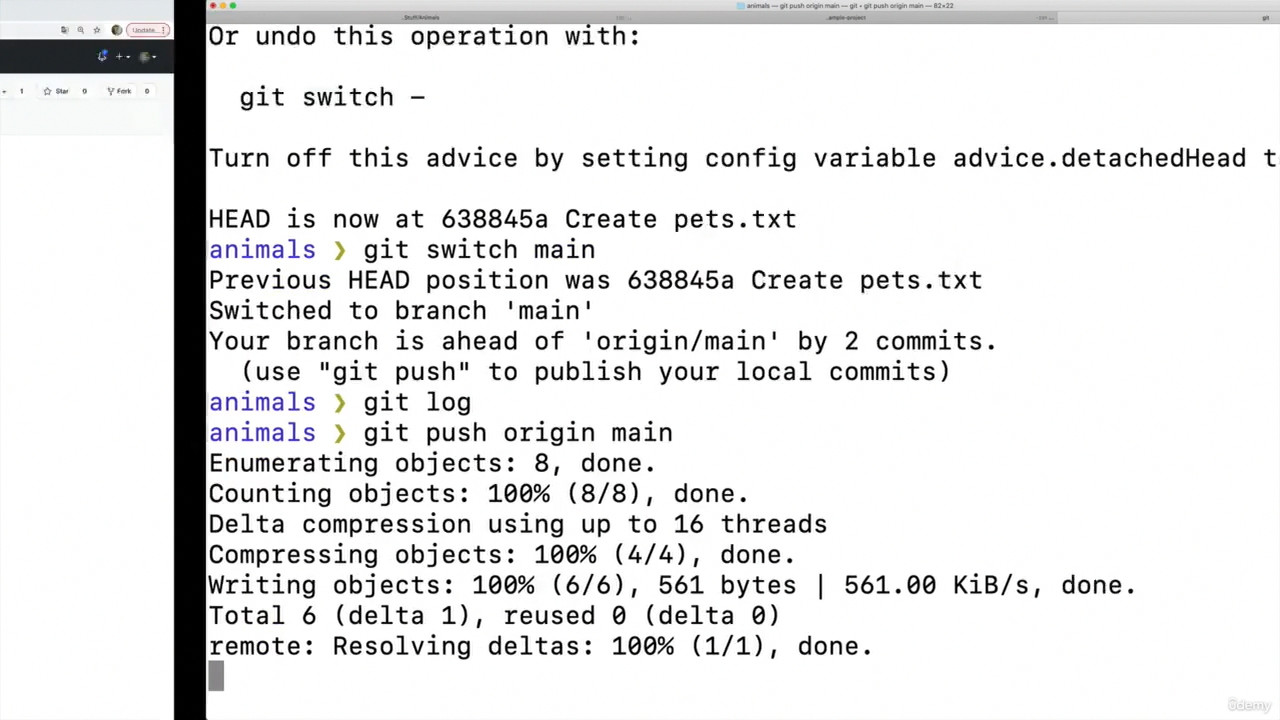 animals — git push origin main — git • git push origin main — 82×22
..Stuff/Animals
...ample-project
git
Update
1
Star
0
Fork
0
Or undo this operation with:
git switch -
Turn off this advice by setting config variable advice.detachedHead t
HEAD is now at 638845a Create pets.txt
animals ❯ git switch main
Previous HEAD position was 638845a Create pets.txt
Switched to branch 'main'
Your branch is ahead of 'origin/main' by 2 commits.
(use "git push" to publish your local commits)
animals ❯ git log
animals ❯ git push origin main
Enumerating objects: 8, done.
Counting objects: 100% (8/8), done.
Delta compression using up to 16 threads
Compressing objects: 100% (4/4), done.
Writing objects: 100% (6/6), 561 bytes | 561.00 KiB/s, done.
Total 6 (delta 1), reused 0 (delta 0)
remote: Resolving deltas: 100% (1/1), done.
ûdemy